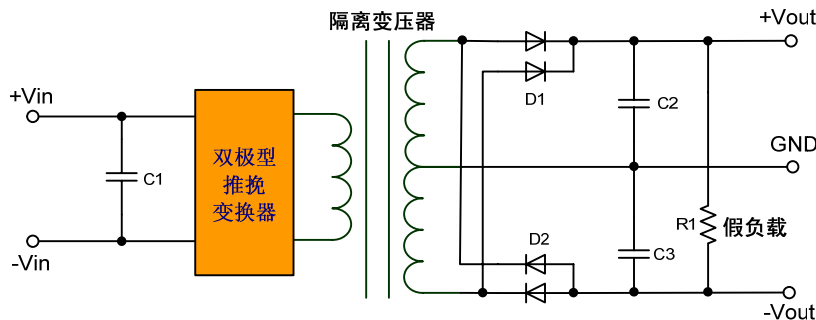 隔离变压器
+Vout
+Vin
D1
C2
双极型
推挽
变换器
C1
GND
R1
假负载
D2
C3
-Vin
-Vout